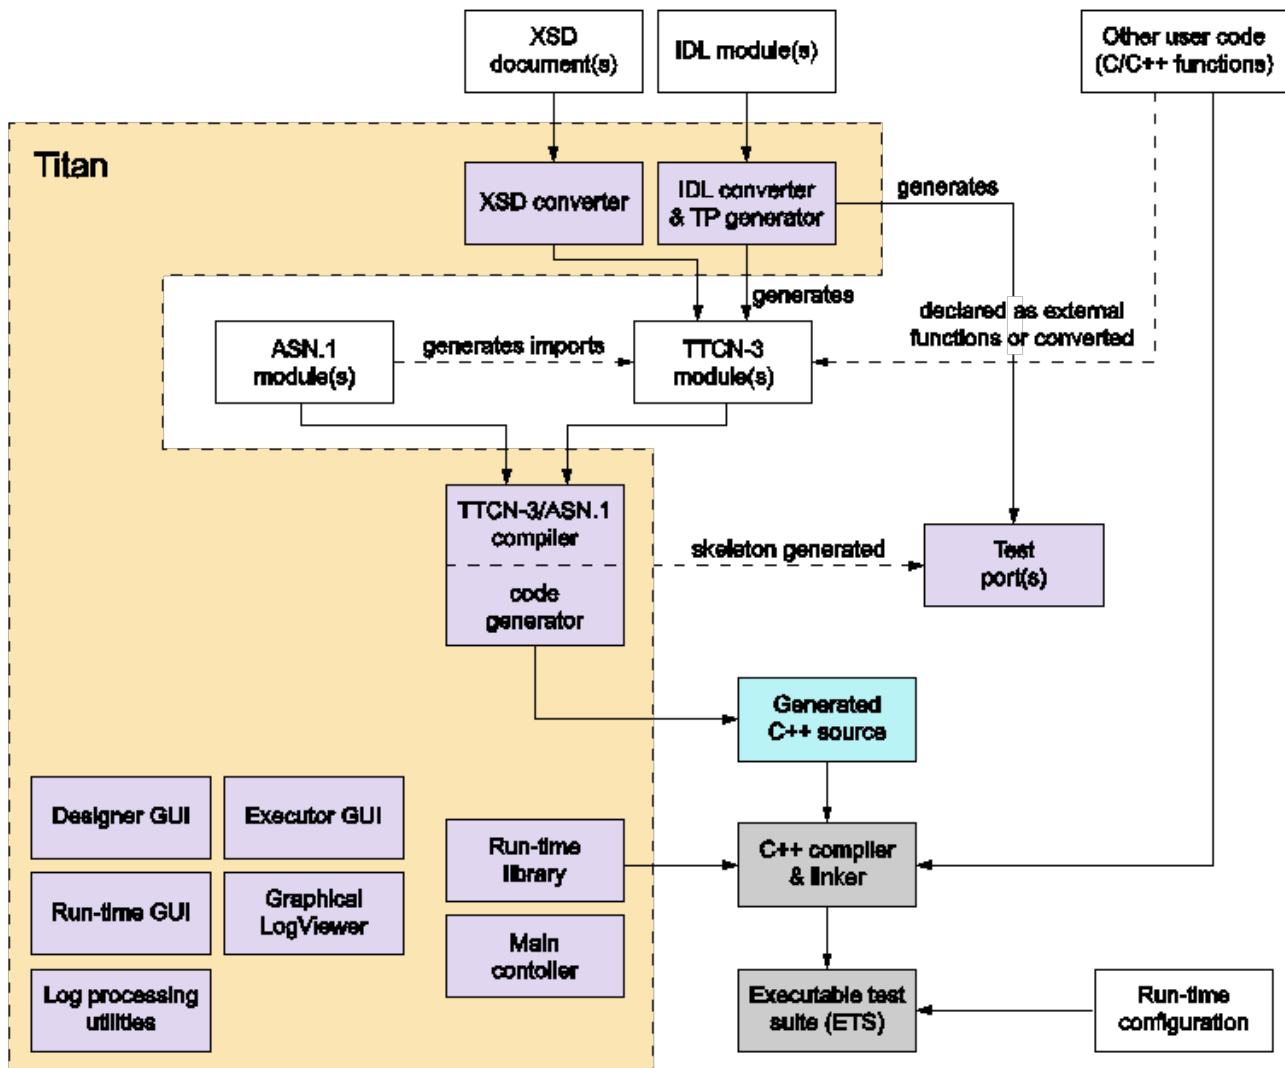 XSD
document(s)
IDL module(s)
Other user code
(C/C++ functions)
Titan
XSD converter
IDL converter
& TP generator
generates
generates
declared as external
functions or converted
ASN.1
module(s)
generates imports
TTCN-3
module(s)
TTCN-3/ASN.1
compiler
code
generator
skeleton generated
Test
port(s)
Generated
C++ source
Designer GUI
Executor GUI
Run-time
library
C++ compiler
& linker
Run-time GUI
Graphical
LogViewer
Main
contoller
Log processing
utilities
Executable test
suite (ETS)
Run-time
configuration